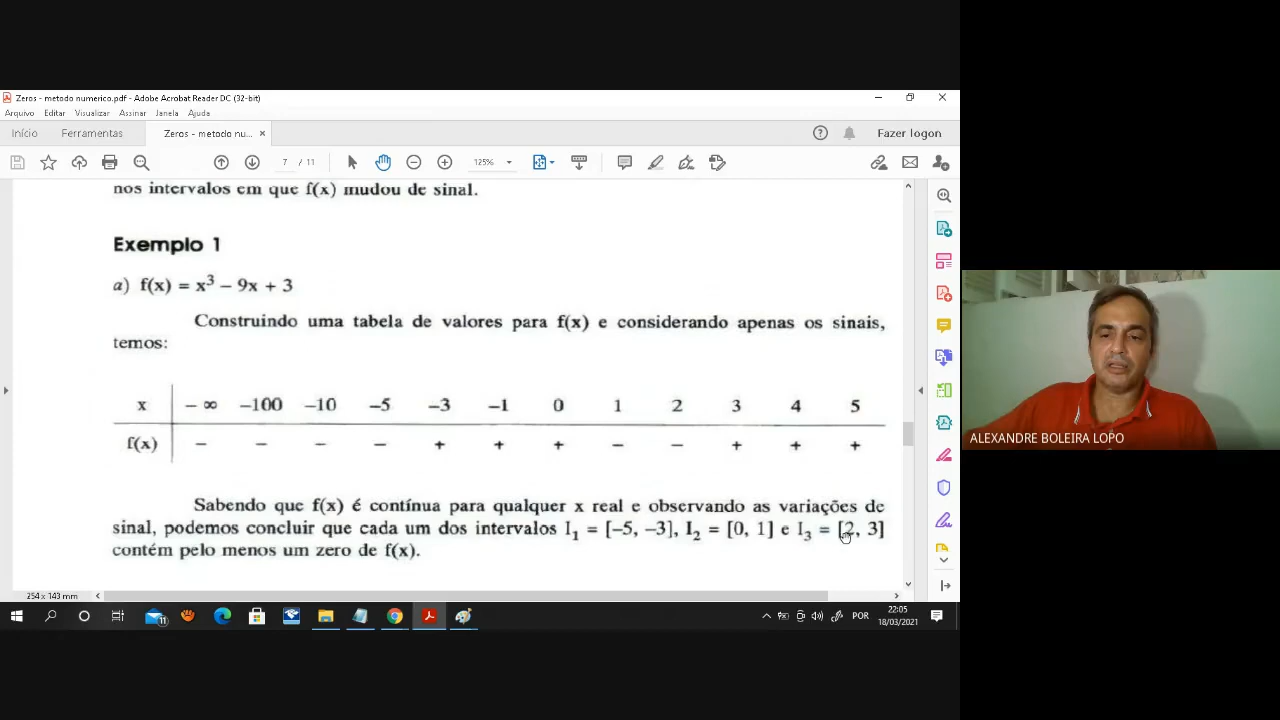 Zeros - metodo numerico.pdf - Adobe Acrobat Reader DC (32-bit)
Arquivo Editar Visualizar Assinar Janela Ajuda
Início Ferramentas Zeros - metodo nu... × Fazer logon
7 / 11 125%
nos intervalos em que f(x) mudou de sinal.
Exemplo 1
a) f(x) = x³ – 9x + 3
Construindo uma tabela de valores para f(x) e considerando apenas os sinais,
temos:
x – ∞ –100 –10 –5 –3 –1 0 1 2 3 4 5
f(x) – – – – + + + – – + + +
Sabendo que f(x) é contínua para qualquer x real e observando as variações de
sinal, podemos concluir que cada um dos intervalos I₁ = [–5, –3], I₂ = [0, 1] e I₃ = [2, 3]
contém pelo menos um zero de f(x).
254 x 143 mm
11
POR
22:05
18/03/2021
ALEXANDRE BOLEIRA LOPO